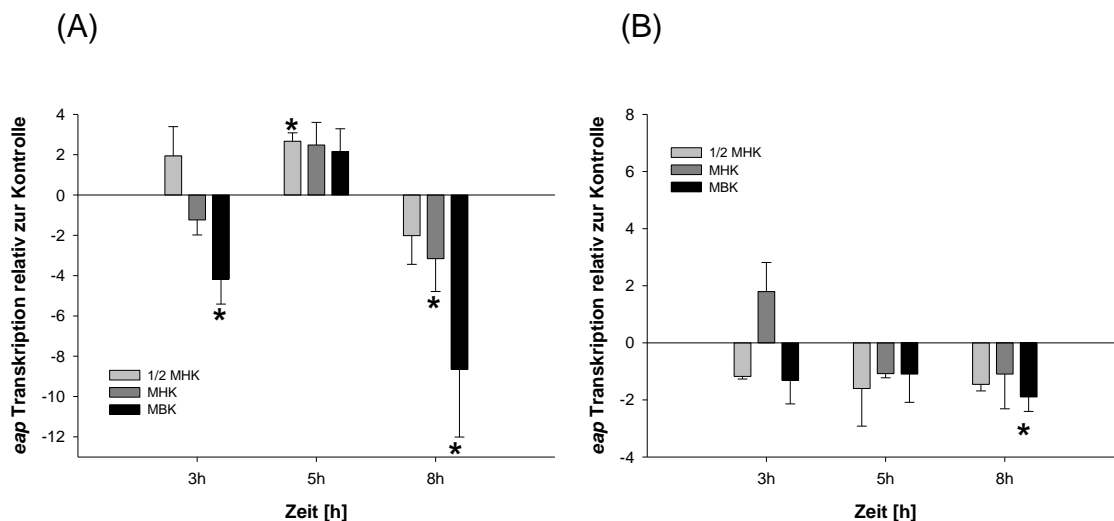 (A)
eap Transkription relativ zur Kontrolle
4
2
0
-2
-4
-6
-8
-10
-12
*
*
*
*
1/2 MHK
MHK
MBK
3h
5h
8h
Zeit [h]
(B)
eap Transkription relativ zur Kontrolle
8
6
4
2
0
-2
-4
1/2 MHK
MHK
MBK
*
3h
5h
8h
Zeit [h]